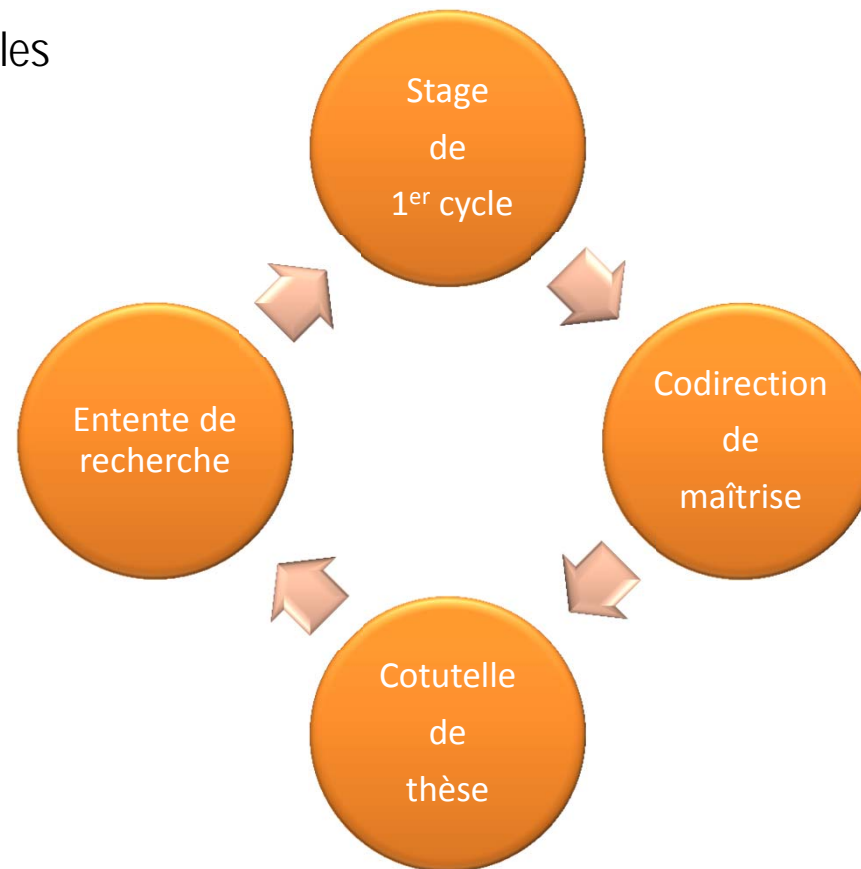 les
Stage
de
1er cycle
Codirection
de
maîtrise
Cotutelle
de
thèse
Entente de
recherche